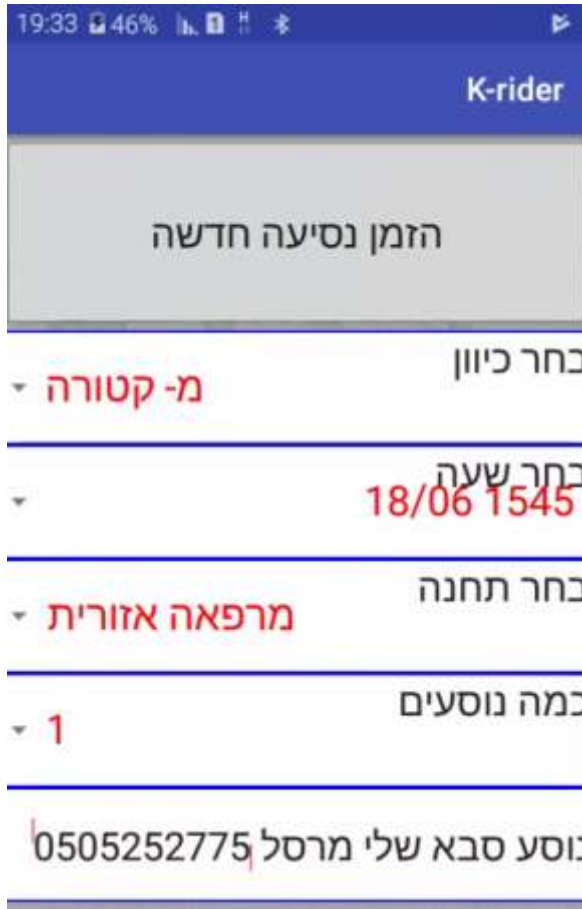 19:33 46%
K-rider
הזמן נסיעה חדשה
בחר כיוון
מ- קטורה
בחר שעה
18/06 1545
בחר תחנה
מרפאה אזורית
כמה נוסעים
1
נוסע סבא שלי מרסל 0505252775